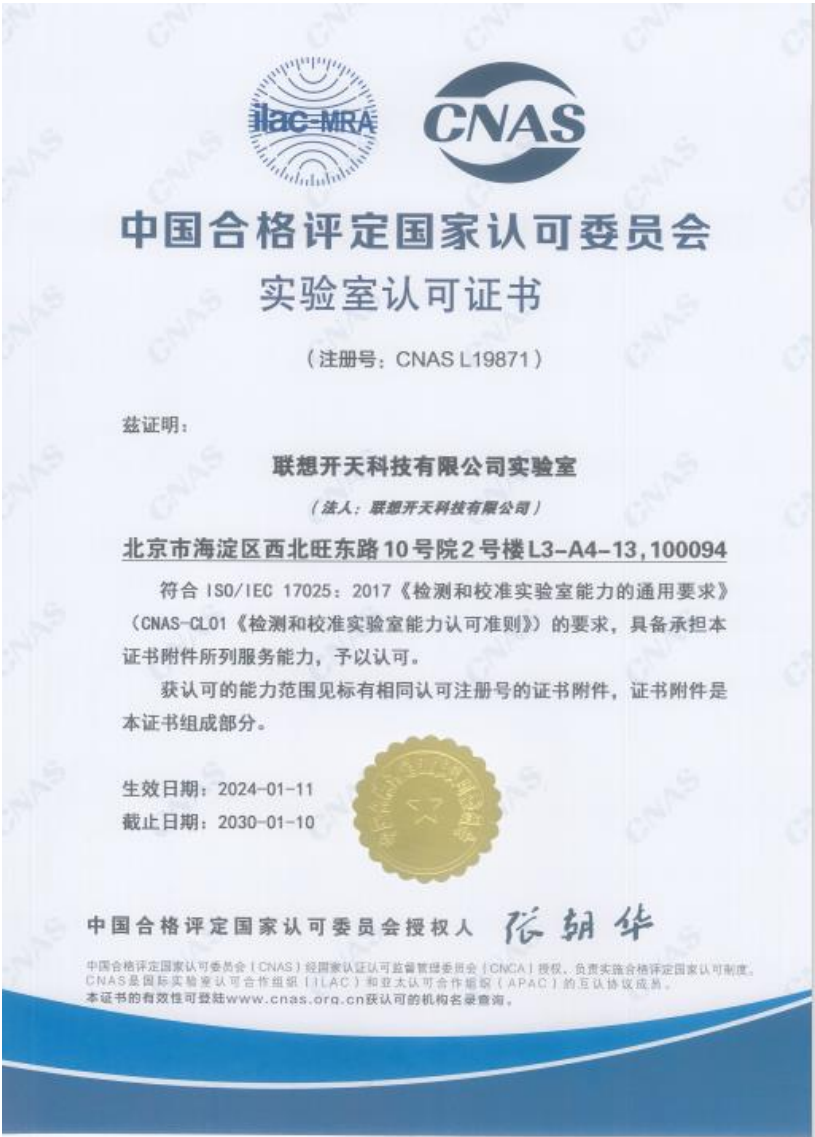 ilac-MRA
CNAS
中国合格评定国家认可委员会
实验室认可证书
（注册号：CNAS L19871）
兹证明：
联想开天科技有限公司实验室
（法人：联想开天科技有限公司）
北京市海淀区西北旺东路10号院2号楼L3-A4-13,100094
符合 ISO/IEC 17025：2017《检测和校准实验室能力的通用要求》
（CNAS-CL01《检测和校准实验室能力认可准则》）的要求，具备承担本
证书附件所列服务能力，予以认可。
获认可的能力范围见标有相同认可注册号的证书附件，证书附件是
本证书组成部分。
生效日期：2024-01-11
截止日期：2030-01-10
中国合格评定国家认可委员会授权人 张朝华
中国合格评定国家认可委员会（CNAS）经国家认证认可监督管理委员会（CNCA）授权，负责实施合格评定国家认可制度。
CNAS是国际实验室认可合作组织（ILAC）和亚太认可合作组织（APAC）的互认协议成员。
本证书的有效性可登陆www.cnas.org.cn获认可的机构名录查询。